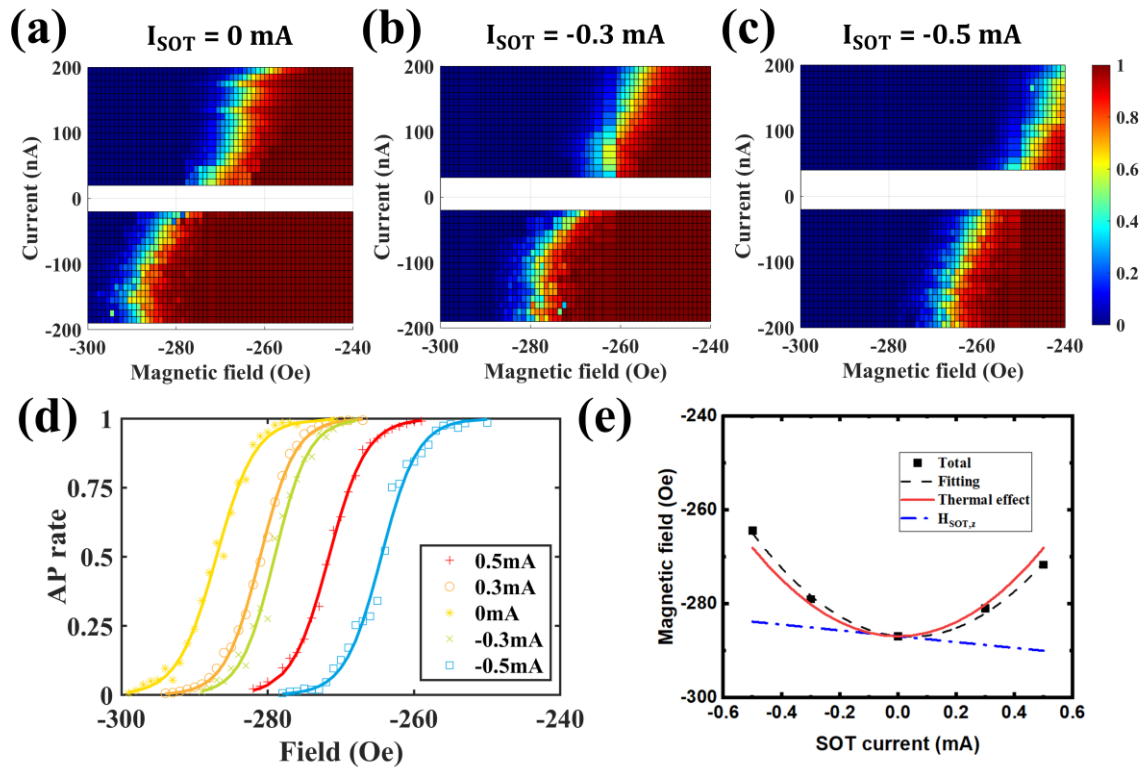 (a)
I_SOT = 0 mA
(b)
I_SOT = -0.3 mA
(c)
I_SOT = -0.5 mA
200
100
0
-100
-200
Current (nA)
-300
-280
-260
-240
Magnetic field (Oe)
200
100
0
-100
-200
Current (nA)
-300
-280
-260
-240
Magnetic field (Oe)
200
100
0
-100
-200
Current (nA)
-300
-280
-260
-240
Magnetic field (Oe)
1
0.8
0.6
0.4
0.2
0
(d)
1
0.75
0.5
0.25
0
AP rate
-300
-280
-260
-240
Field (Oe)
0.5mA
0.3mA
0mA
-0.3mA
-0.5mA
(e)
-240
-260
-280
-300
Magnetic field (Oe)
-0.6
-0.4
-0.2
0.0
0.2
0.4
0.6
SOT current (mA)
Total
Fitting
Thermal effect
H_SOT,z